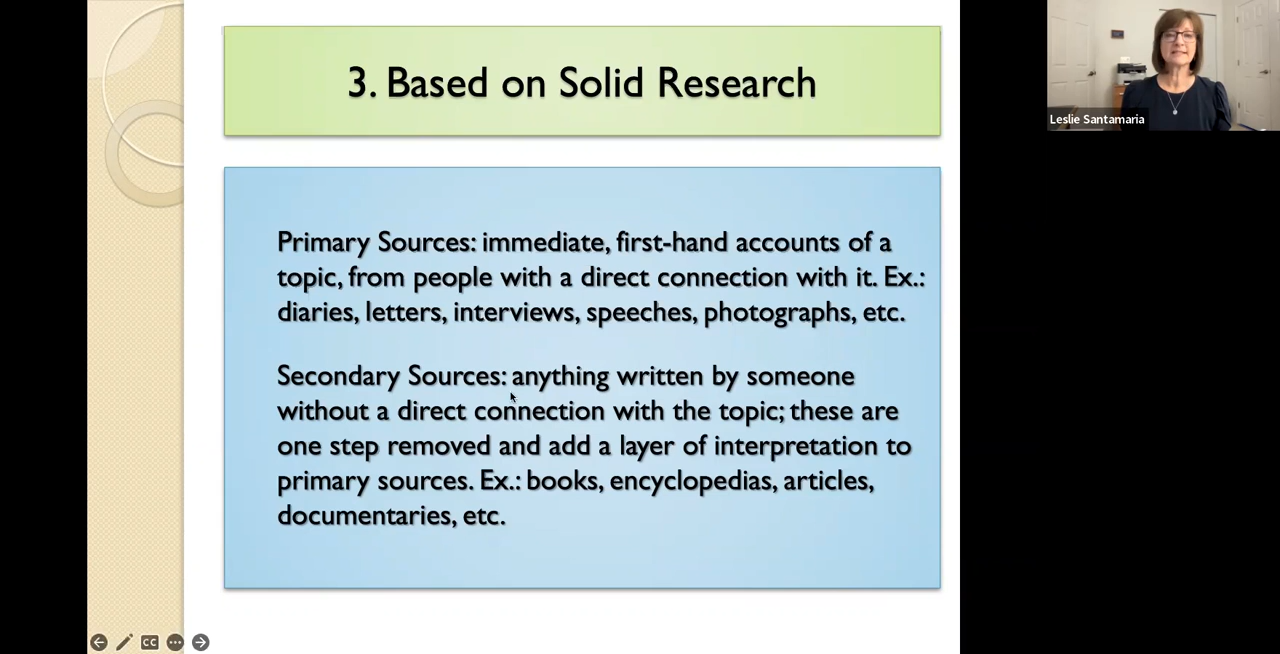 3. Based on Solid Research
Primary Sources: immediate, first-hand accounts of a
topic, from people with a direct connection with it. Ex.:
diaries, letters, interviews, speeches, photographs, etc.
Secondary Sources: anything written by someone
without a direct connection with the topic; these are
one step removed and add a layer of interpretation to
primary sources. Ex.: books, encyclopedias, articles,
documentaries, etc.
Leslie Santamaria
CC